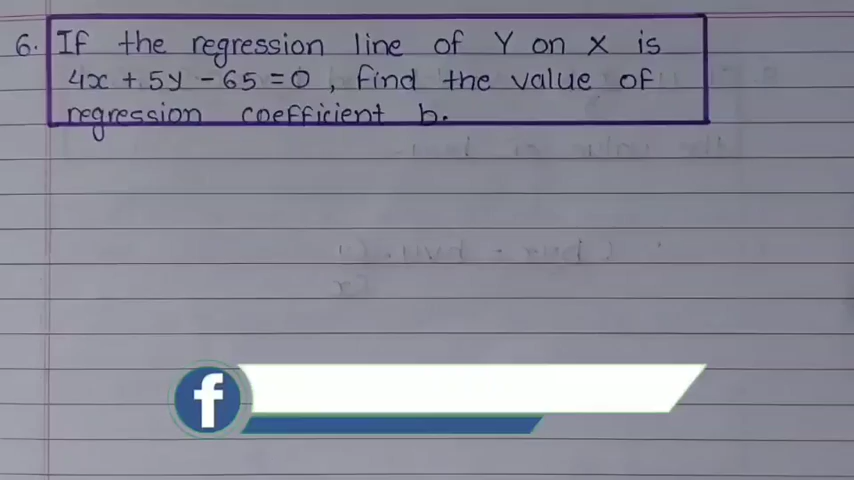 6. If the regression line of Y on X is
4x + 5y - 65 = 0, find the value of
regression coefficient b.
f